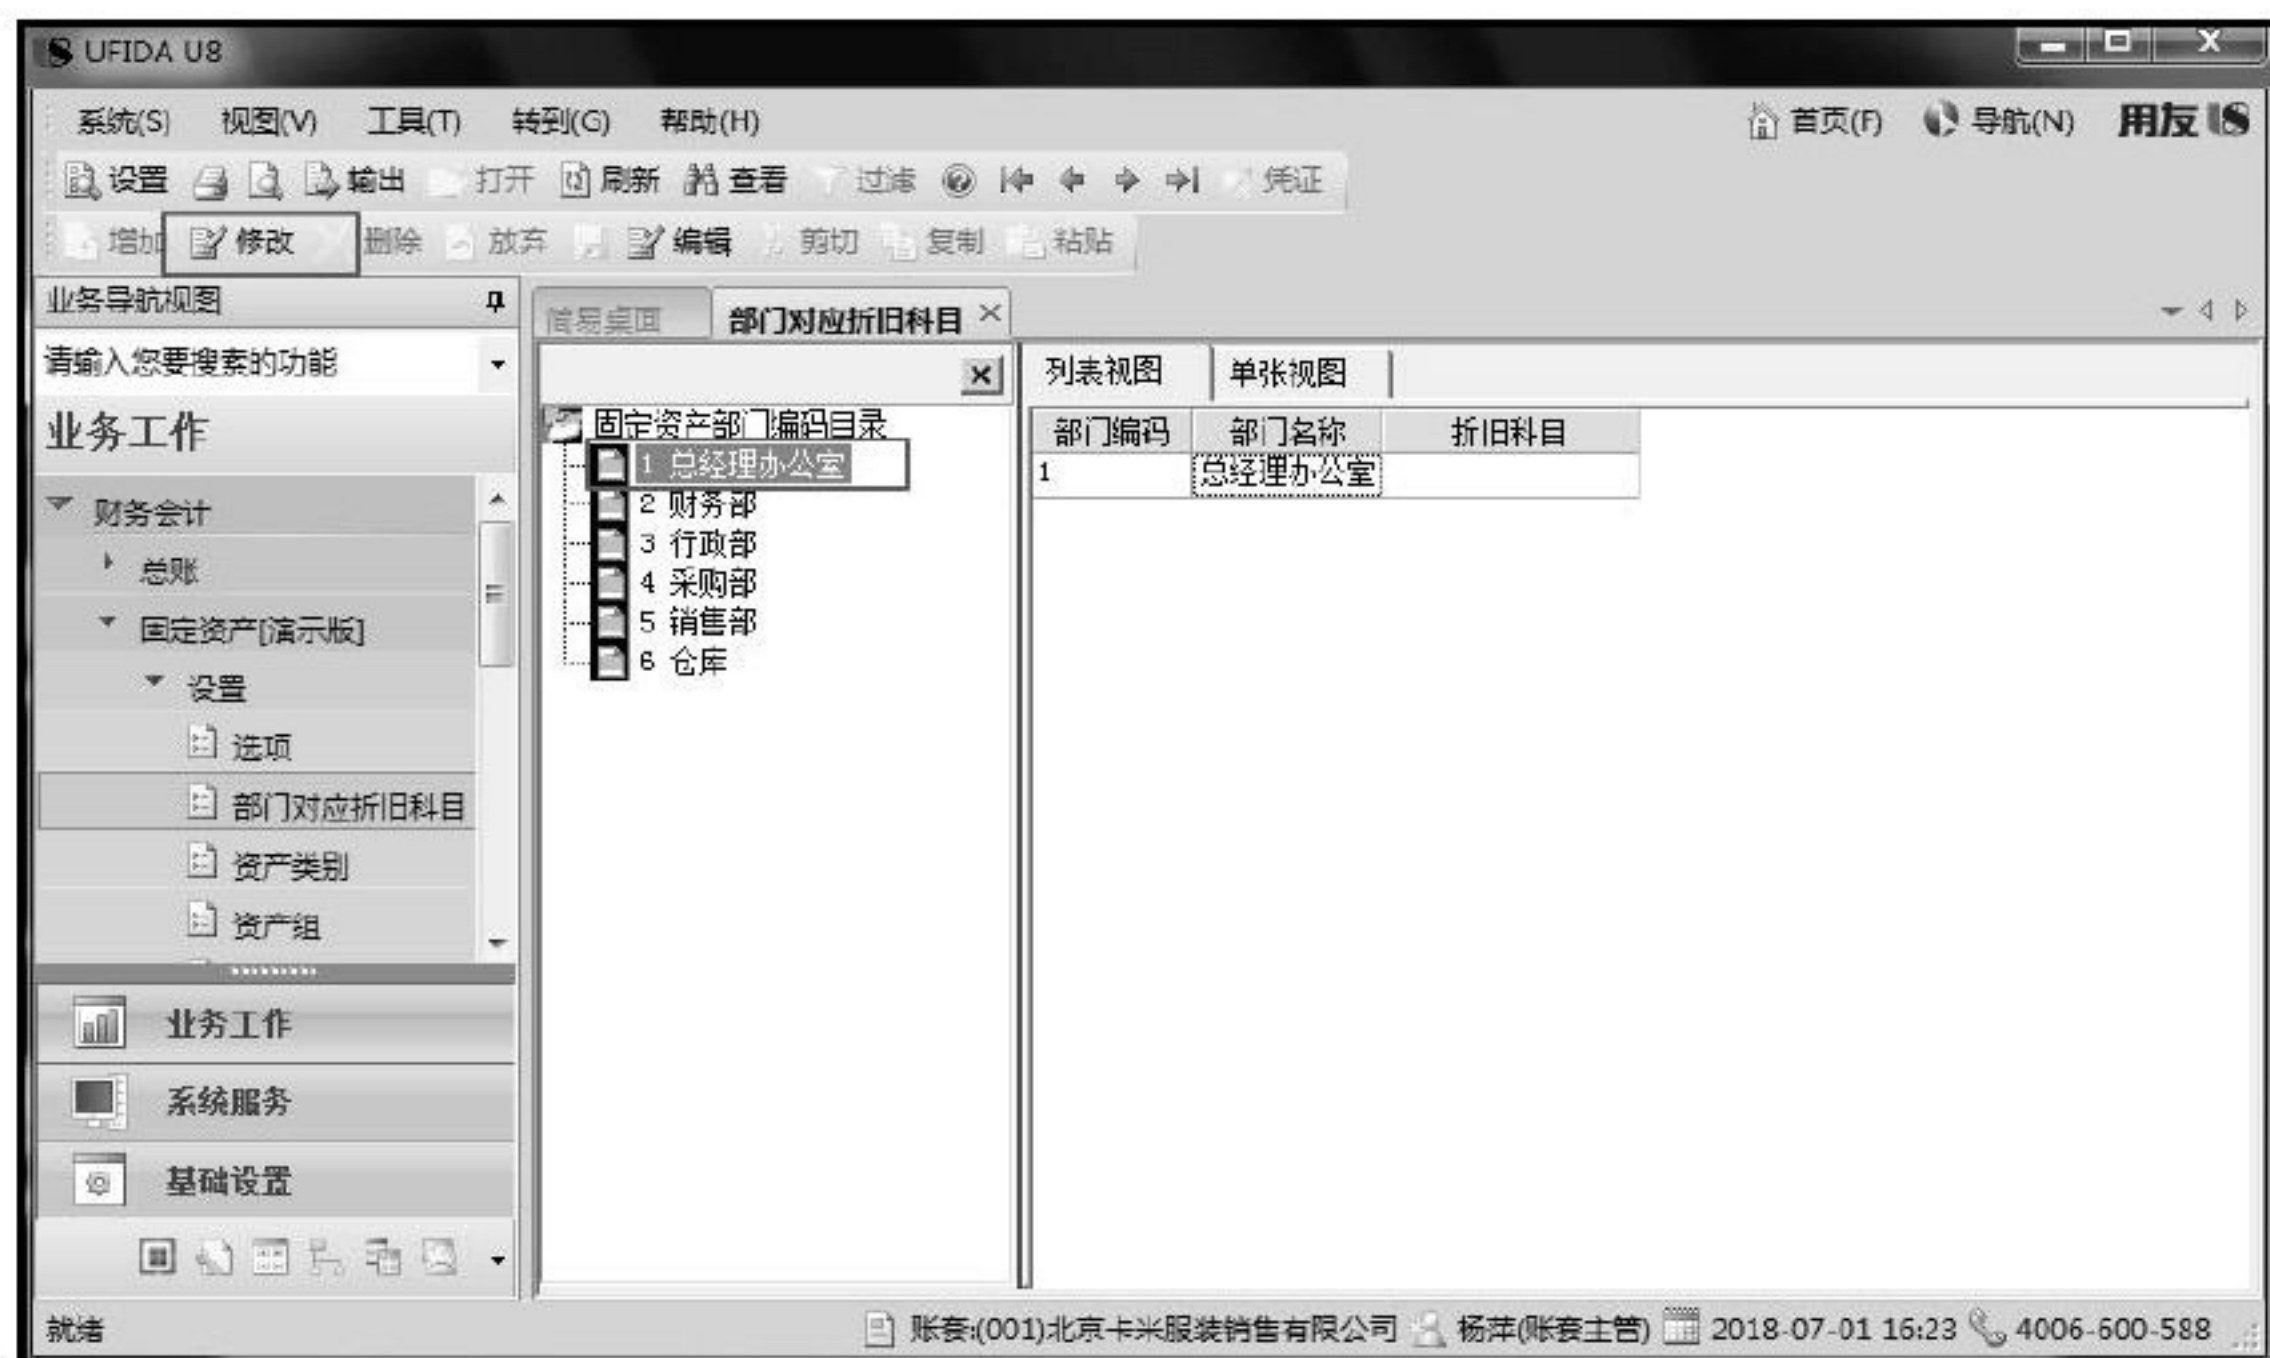 UFIDA U8
系统(S) 视图(V) 工具(T) 转到(G) 帮助(H) 首页(F) 导航(N) 用友 U8
设置 输出 打开 刷新 查看 过滤 凭证
增加 修改 删除 放弃 编辑 剪切 复制 粘贴
业务导航视图
请输入您要搜索的功能
业务工作
财务会计
总账
固定资产[演示版]
设置
选项
部门对应折旧科目
资产类别
资产组
业务工作
系统服务
基础设置
简易桌面 部门对应折旧科目
固定资产部门编码目录
1 总经理办公室
2 财务部
3 行政部
4 采购部
5 销售部
6 仓库
列表视图 单张视图
部门编码 部门名称 折旧科目
1 总经理办公室
就绪 账套:(001)北京卡米服装销售有限公司 杨萍(账套主管) 2018-07-01 16:23 4006-600-588